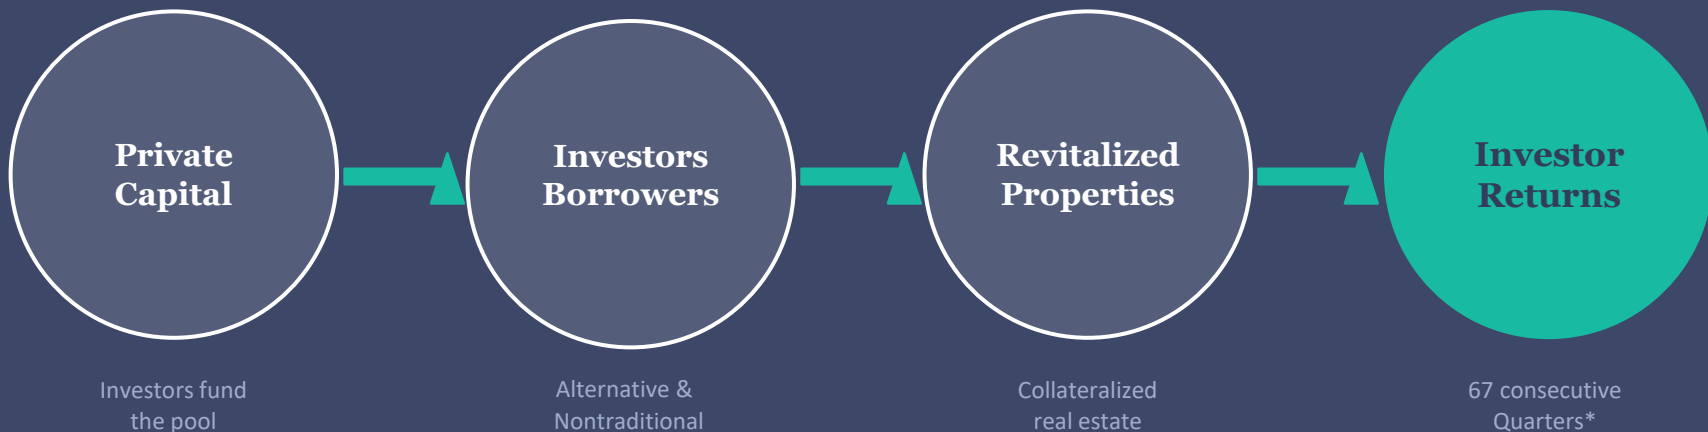 Private
Capital
Investors
Borrowers
Revitalized
Properties
Investor
Returns
Investors fund
the pool
Alternative &
Nontraditional
Collateralized
real estate
67 consecutive
Quarters*